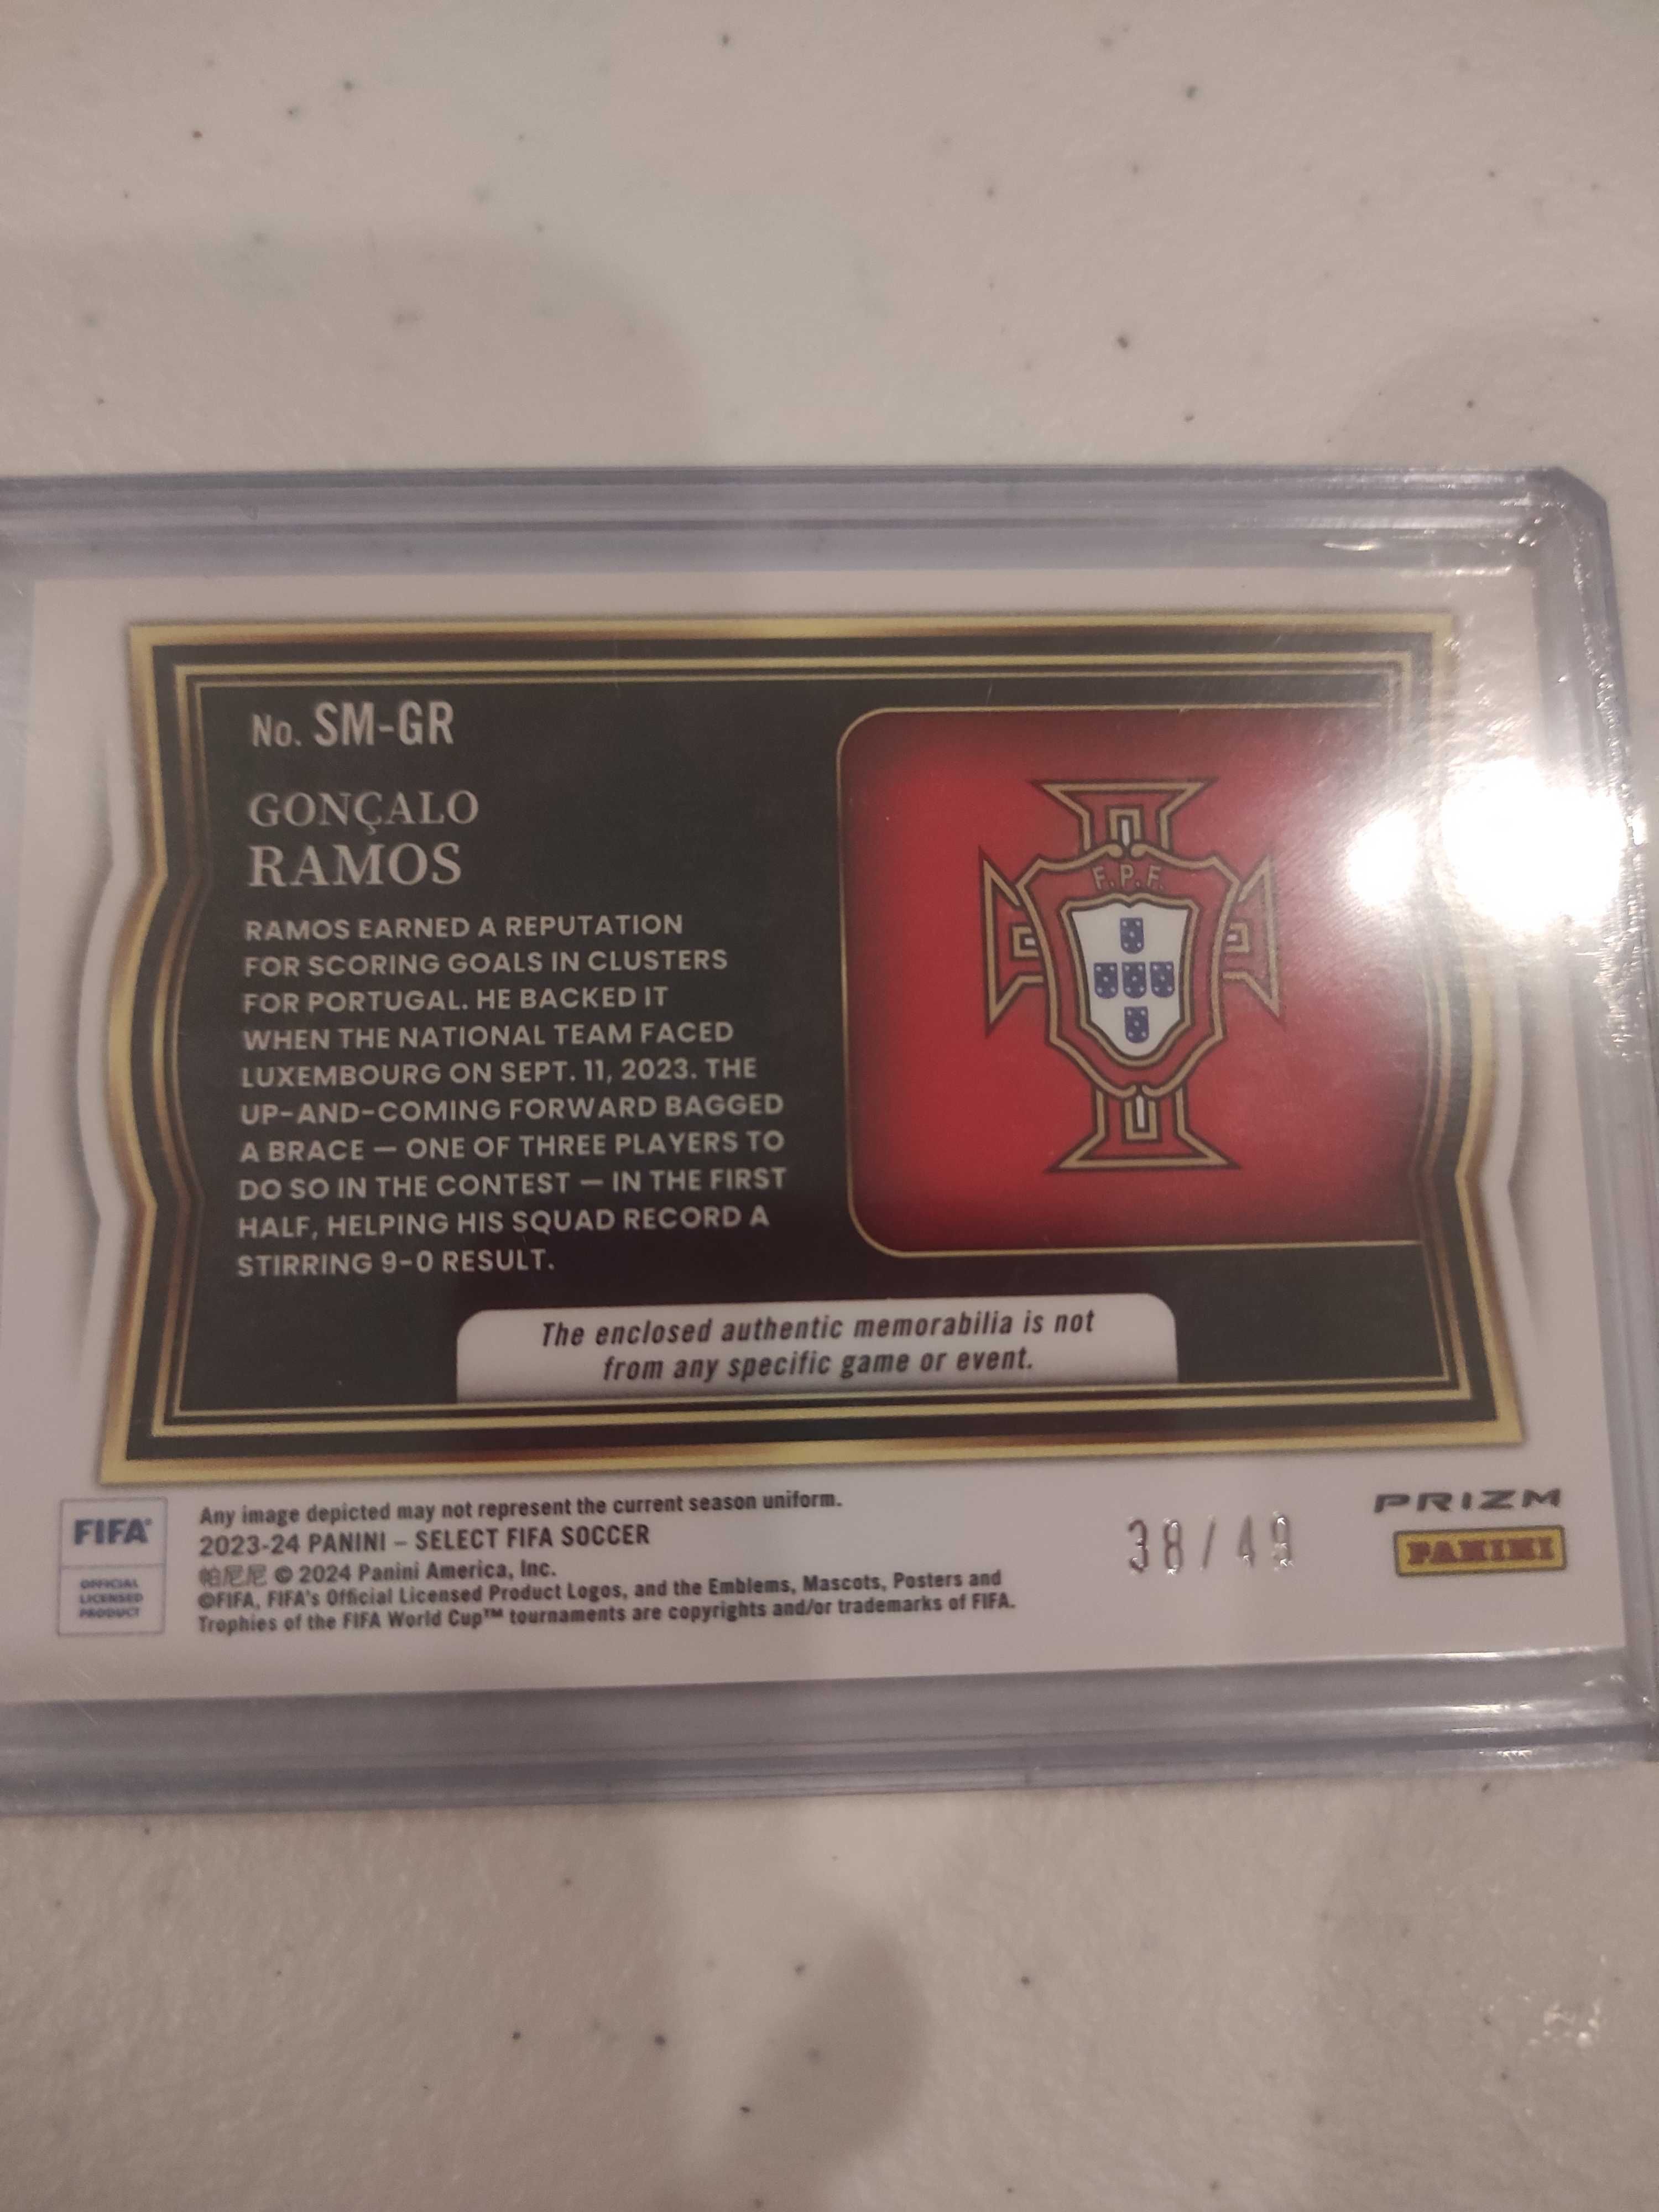 No. SM-GR
GONÇALO
RAMOS
RAMOS EARNED A REPUTATION
FOR SCORING GOALS IN CLUSTERS
FOR PORTUGAL. HE BACKED IT
WHEN THE NATIONAL TEAM FACED
LUXEMBOURG ON SEPT. 11, 2023. THE
UP-AND-COMING FORWARD BAGGED
A BRACE — ONE OF THREE PLAYERS TO
DO SO IN THE CONTEST — IN THE FIRST
HALF, HELPING HIS SQUAD RECORD A
STIRRING 9-0 RESULT.
F.P.F.
The enclosed authentic memorabilia is not
from any specific game or event.
FIFA®
OFFICIAL
LICENSED
PRODUCT
Any image depicted may not represent the current season uniform.
2023-24 PANINI – SELECT FIFA SOCCER
帕尼尼 © 2024 Panini America, Inc.
©FIFA, FIFA's Official Licensed Product Logos, and the Emblems, Mascots, Posters and
Trophies of the FIFA World Cup™ tournaments are copyrights and/or trademarks of FIFA.
38/49
PRIZM
PANINI